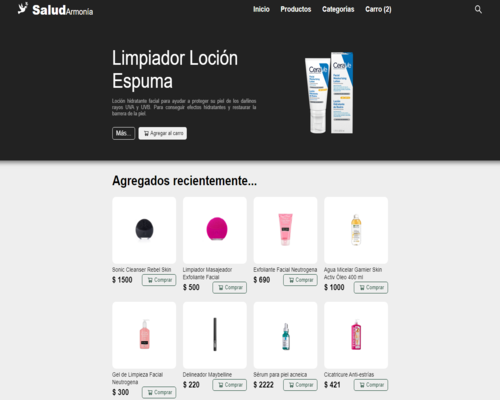 SaludArmonía
Inicio Productos Categorias Carro (2)
Limpiador Loción
Espuma
Loción hidratante facial para ayudar a proteger su piel de los dañinos
rayos UVA y UVB. Para conseguir efectos hidratantes y restaurar la
barrera de la piel.
Más... Agregar al carro
CeraVe
CeraVe
Agregados recientemente...
Sonic Cleanser Rebel Skin
$ 1500 Comprar
Limpiador Masajeador
Exfoliante Facial
$ 500 Comprar
Exfoliante Facial Neutrogena
$ 690 Comprar
Agua Micelar Garnier Skin
Activ Óleo 400 ml
$ 1000 Comprar
Gel de Limpieza Facial
Neutrogena
$ 300 Comprar
Delineador Maybelline
$ 220 Comprar
Sérum para piel acneica
$ 2222 Comprar
Cicatricure Anti-estrías
$ 421 Comprar